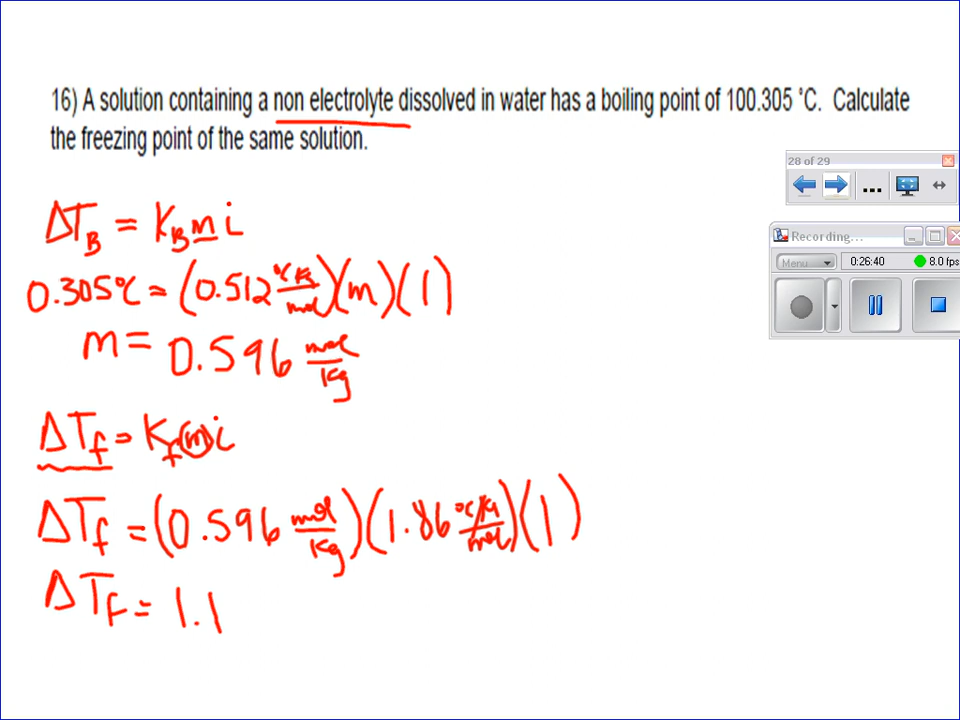 16) A solution containing a non electrolyte dissolved in water has a boiling point of 100.305 °C. Calculate
the freezing point of the same solution.
28 of 29
...
Recording...
Menu
0:26:40
8.0 fps
ΔT_B = K_B m i
0.305°C = (0.512 °C/kg/mol)(m)(1)
m = 0.596 mol/kg
ΔT_f = K_f (m) i
ΔT_f = (0.596 mol/kg)(1.86 °C/kg/mol)(1)
ΔT_F = 1.1